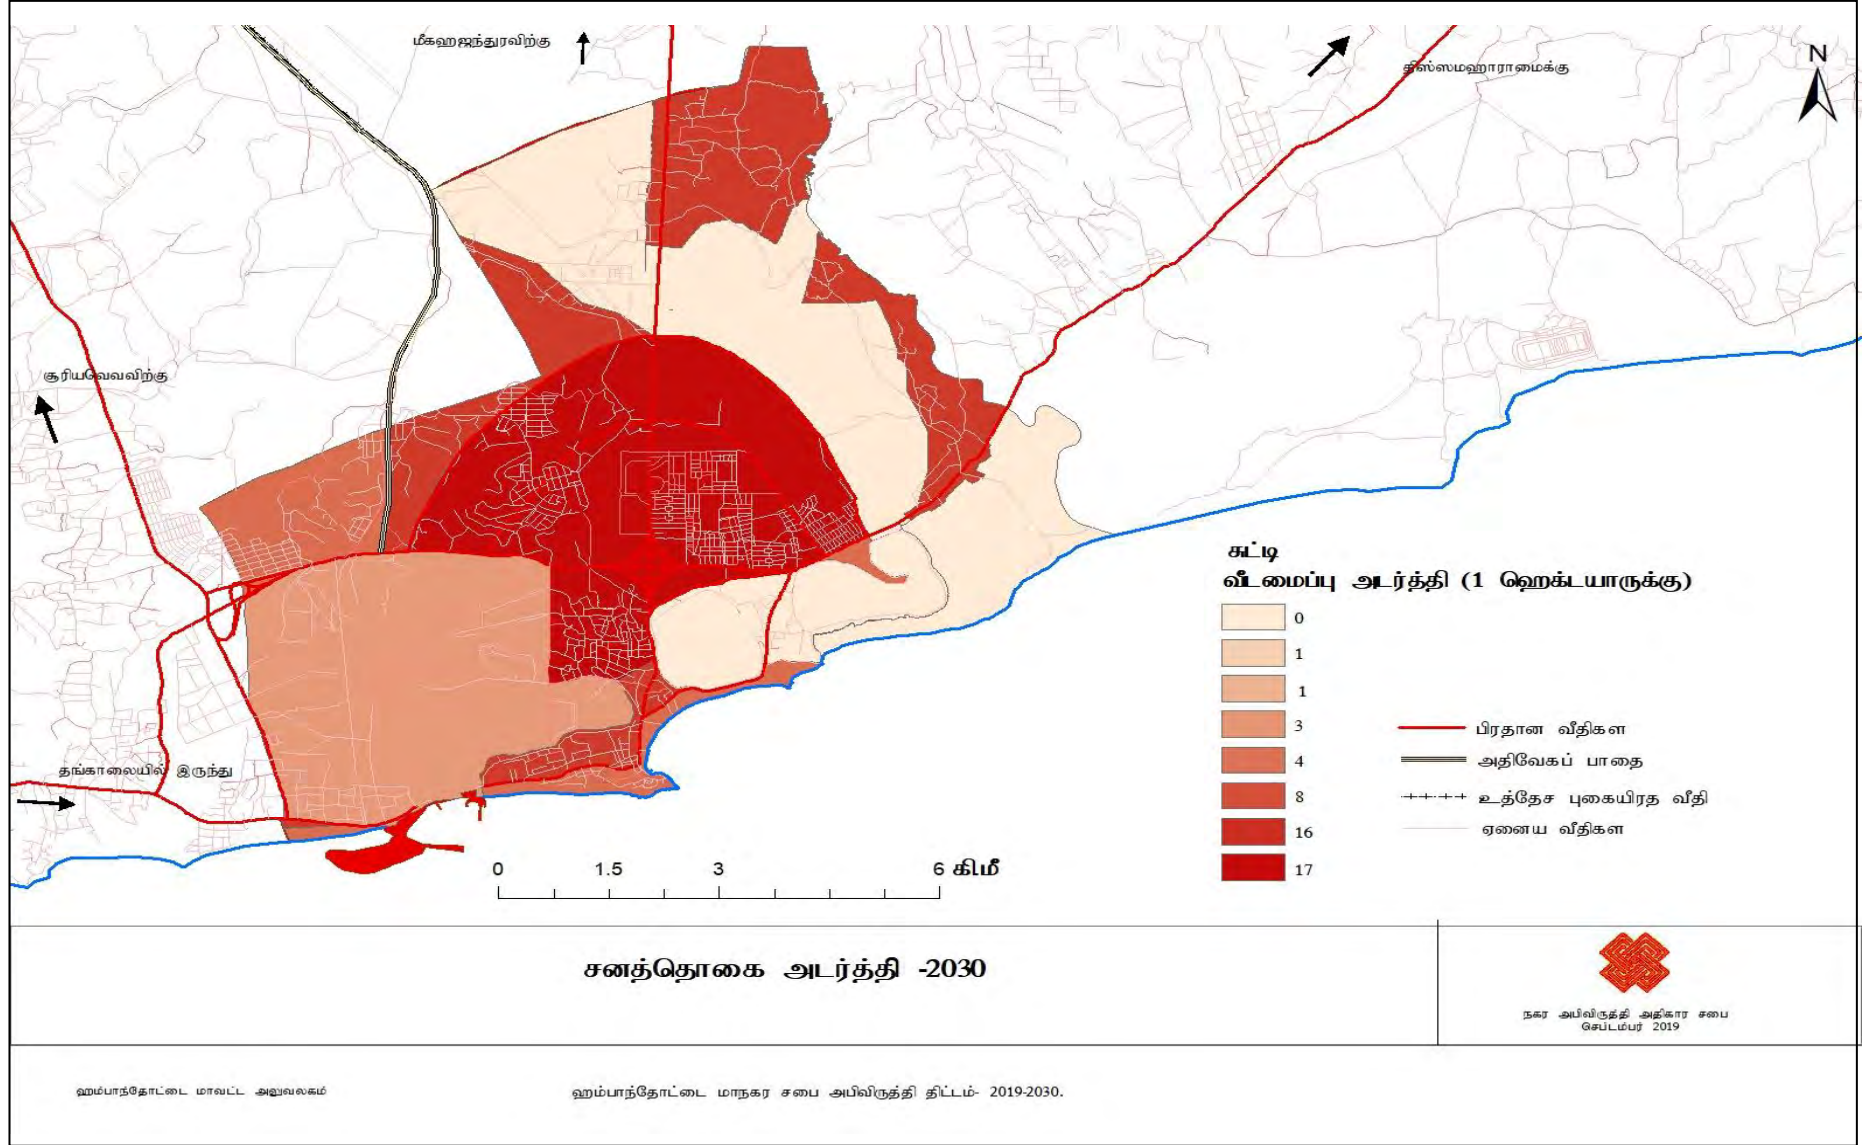 மீகஹஜந்துரவிற்கு
திஸ்ஸமஹாராமைக்கு
N
சூரியவெவவிற்கு
தங்காலையில் இருந்து
சுட்டி
வீடமைப்பு அடர்த்தி (1 ஹெக்டயாருக்கு)
0
1
1
3
4
8
16
17
பிரதான வீதிகள
அதிவேகப் பாதை
உத்தேச புகையிரத வீதி
ஏனைய வீதிகள
0 1.5 3 6 கி.மீ
சனத்தொகை அடர்த்தி -2030
நகர அபிவிருத்தி அதிகார சபை
செப்டம்பர் 2019
ஹம்பாந்தோட்டை மாவட்ட அலுவலகம்
ஹம்பாந்தோட்டை மாநகர சபை அபிவிருத்தி திட்டம்- 2019-2030.